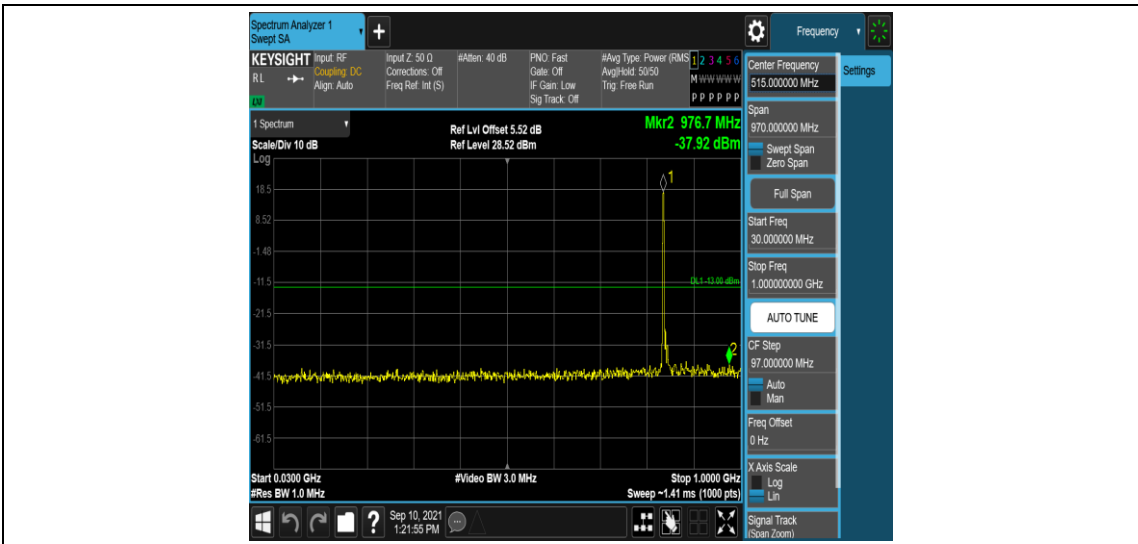 Spectrum Analyzer 1
Swept SA
+
Frequency
KEYSIGHT
RL
LXI
Input: RF
Coupling: DC
Align: Auto
Input Z: 50 Ω
Corrections: Off
Freq Ref: Int (S)
#Atten: 40 dB
PNO: Fast
Gate: Off
IF Gain: Low
Sig Track: Off
#Avg Type: Power (RMS
Avg|Hold: 50/50
Trig: Free Run
1 2 3 4 5 6
M W W W W W
P P P P P P
1 Spectrum
Scale/Div 10 dB
Log
Ref Lvl Offset 5.52 dB
Ref Level 28.52 dBm
Mkr2 976.7 MHz
-37.92 dBm
18.5
8.52
-1.48
-11.5
-21.5
-31.5
-41.5
-51.5
-61.5
1
DL1 -13.00 dBm
2
Start 0.0300 GHz
#Res BW 1.0 MHz
#Video BW 3.0 MHz
Stop 1.0000 GHz
Sweep ~1.41 ms (1000 pts)
?
Sep 10, 2021
1:21:55 PM
Center Frequency
515.000000 MHz
Span
970.000000 MHz
Swept Span
Zero Span
Full Span
Start Freq
30.000000 MHz
Stop Freq
1.000000000 GHz
AUTO TUNE
CF Step
97.000000 MHz
Auto
Man
Freq Offset
0 Hz
X Axis Scale
Log
Lin
Signal Track
(Span Zoom)
Settings